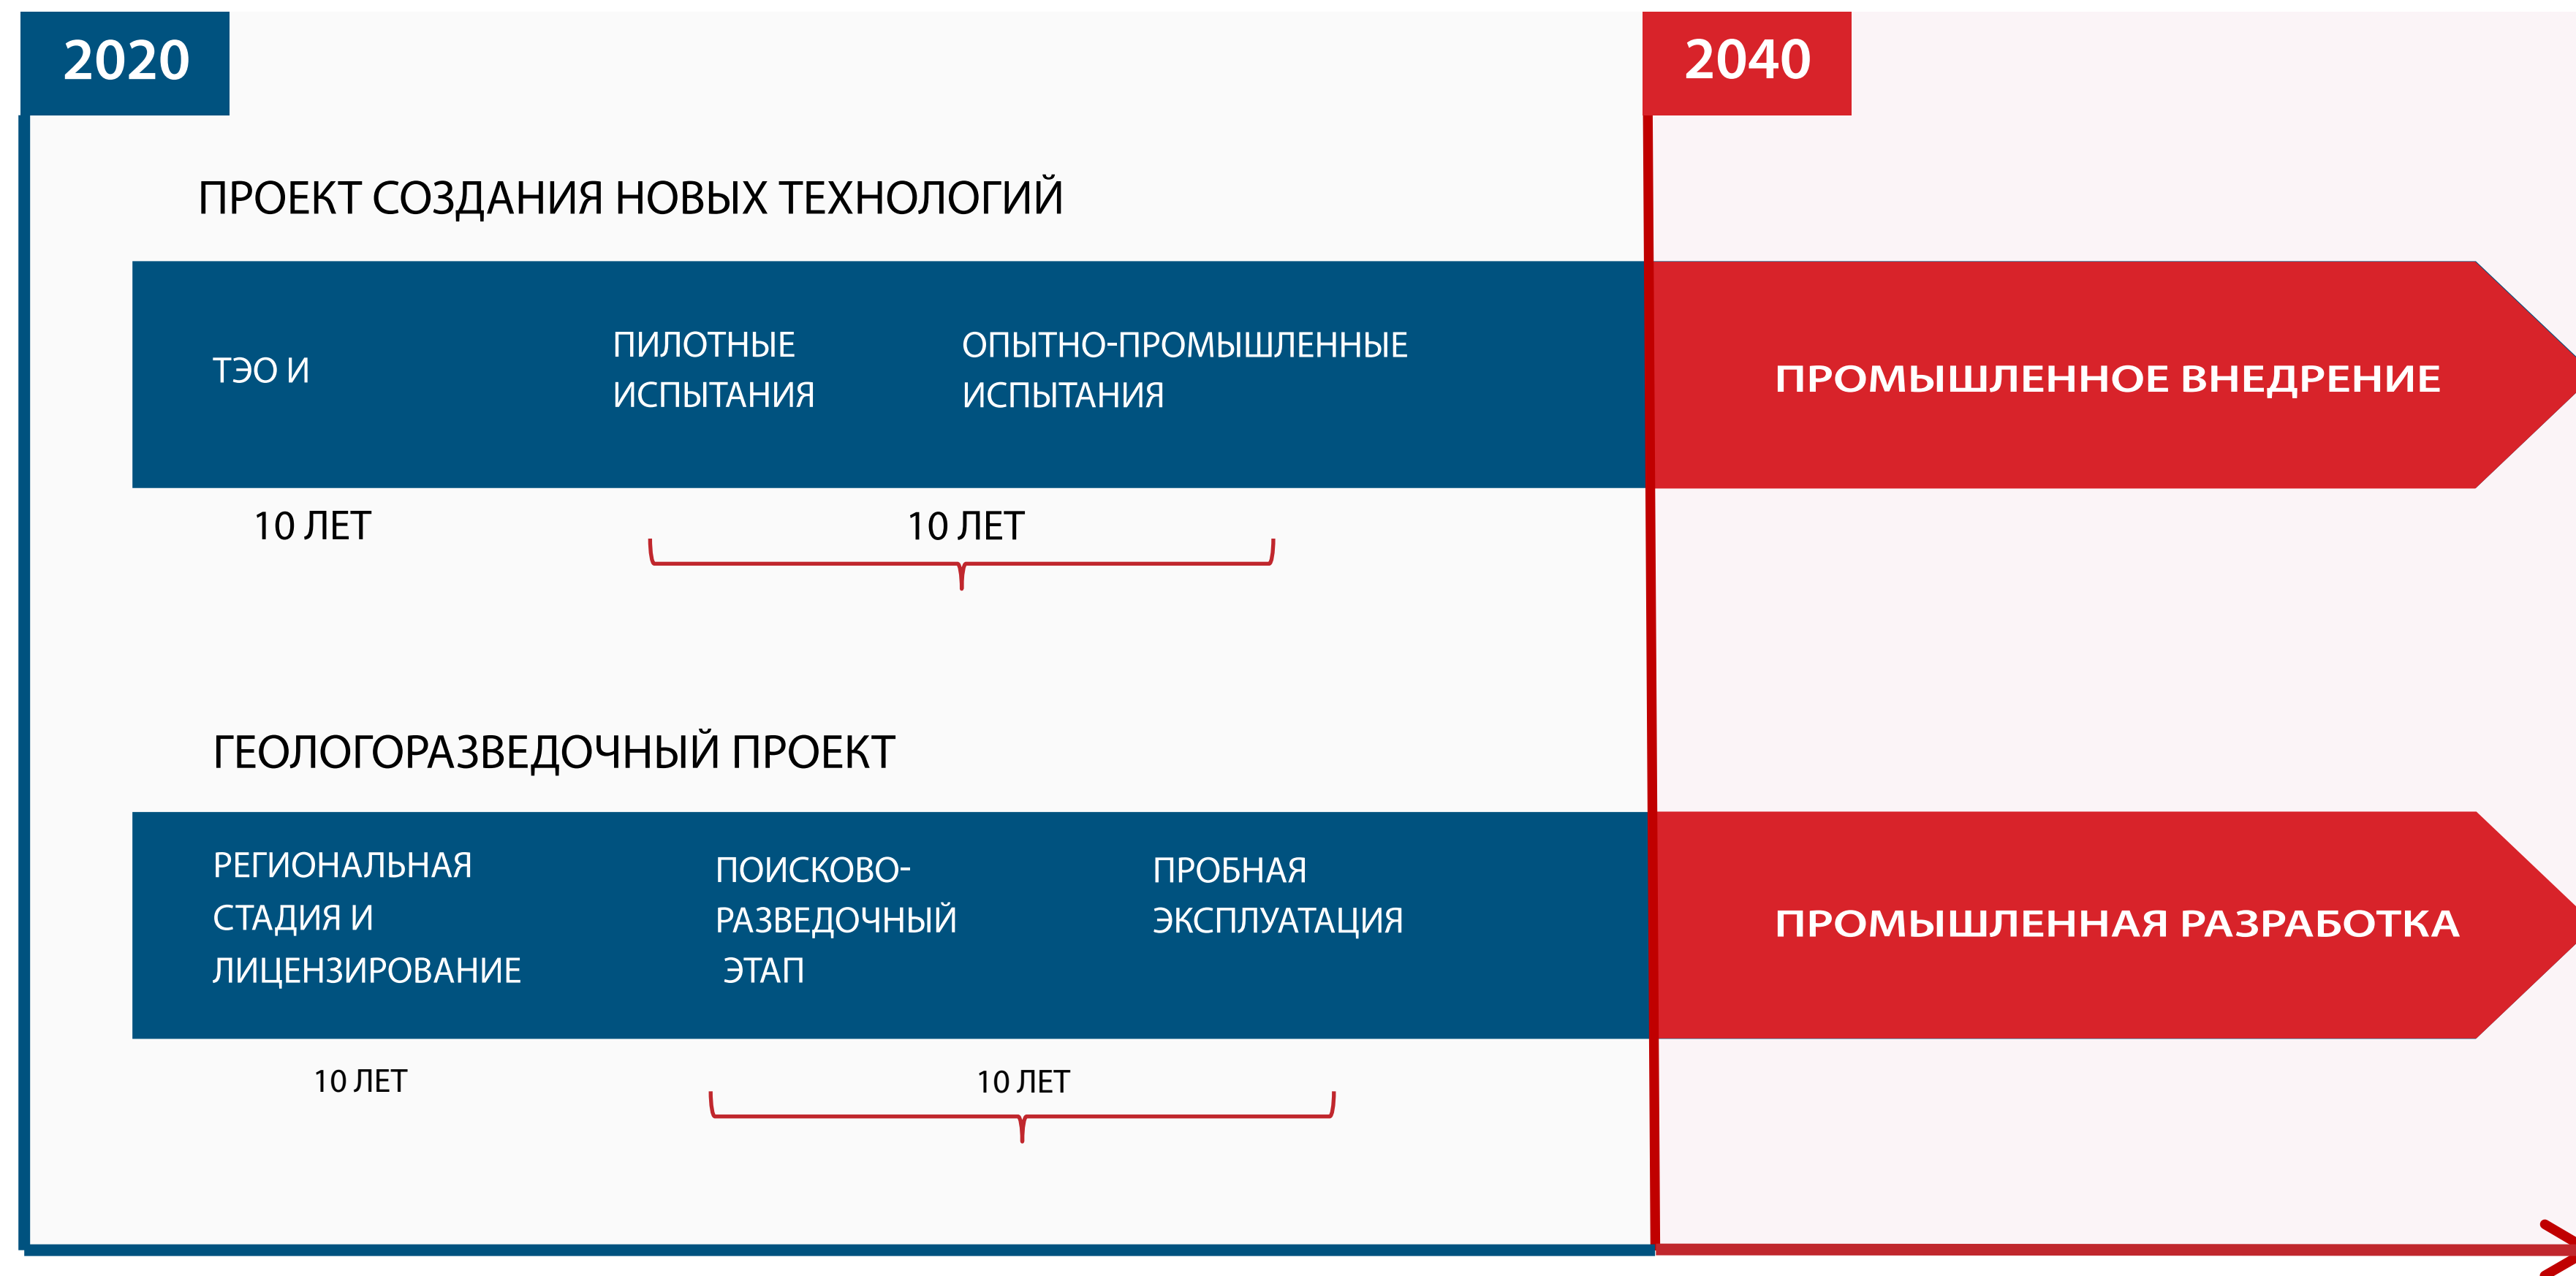 2020
2040
ПРОЕКТ СОЗДАНИЯ НОВЫХ ТЕХНОЛОГИЙ
ТЭО И
ПИЛОТНЫЕ
ИСПЫТАНИЯ
ОПЫТНО-ПРОМЫШЛЕННЫЕ
ИСПЫТАНИЯ
ПРОМЫШЛЕННОЕ ВНЕДРЕНИЕ
10 ЛЕТ
10 ЛЕТ
ГЕОЛОГОРАЗВЕДОЧНЫЙ ПРОЕКТ
РЕГИОНАЛЬНАЯ
СТАДИЯ И
ЛИЦЕНЗИРОВАНИЕ
ПОИСКОВО-
РАЗВЕДОЧНЫЙ
ЭТАП
ПРОБНАЯ
ЭКСПЛУАТАЦИЯ
ПРОМЫШЛЕННАЯ РАЗРАБОТКА
10 ЛЕТ
10 ЛЕТ